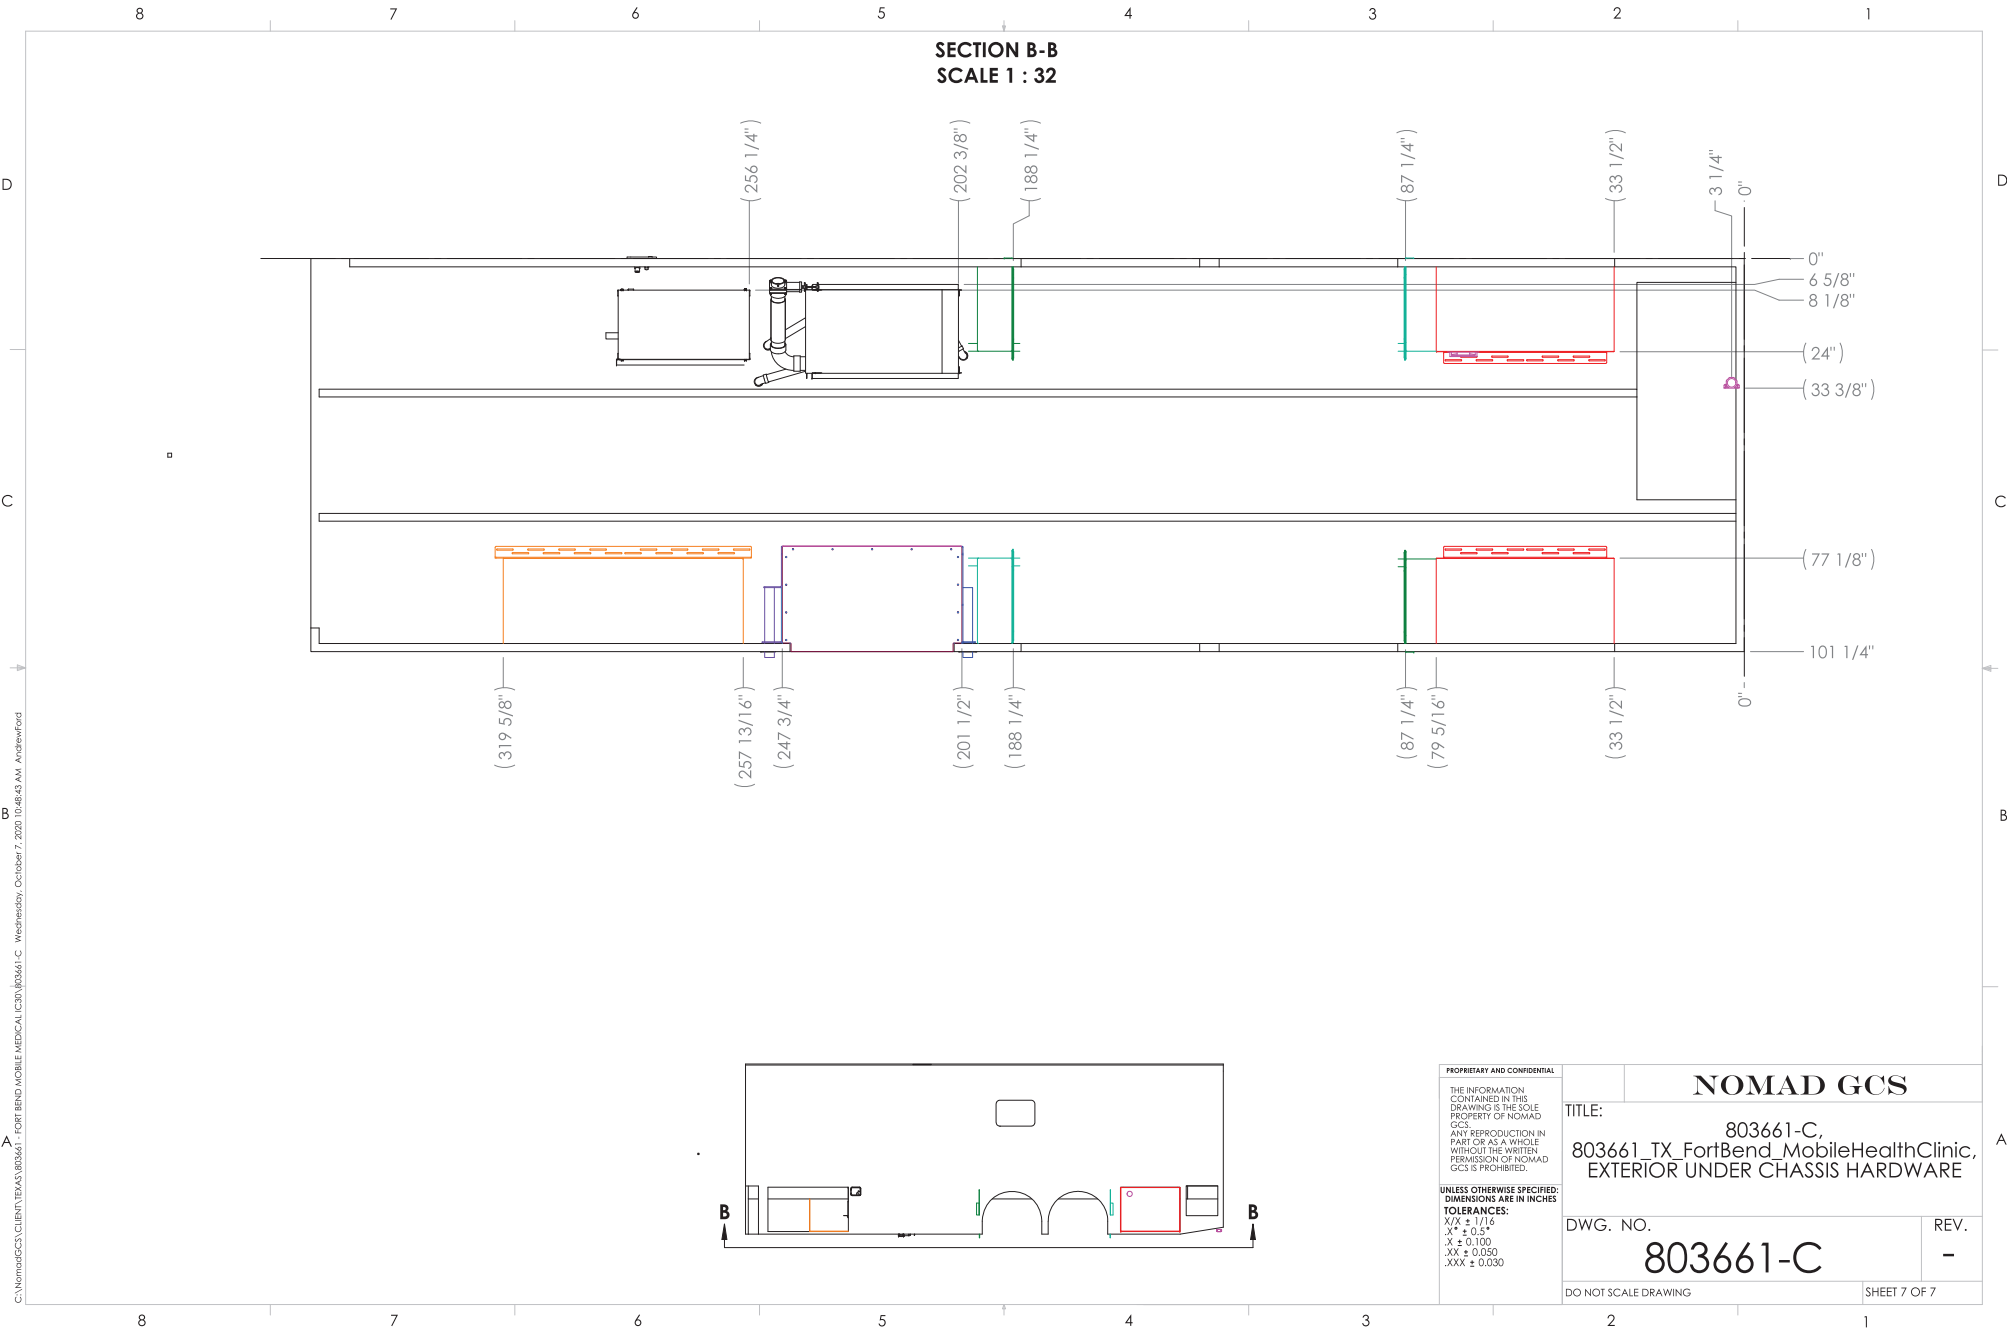 8 7 6 5 4 3 2 1
SECTION B-B
SCALE 1 : 32
D
D
( 256 1/4" )
( 202 3/8" )
( 188 1/4" )
( 87 1/4" )
( 33 1/2" )
3 1/4"
0"
0"
6 5/8"
8 1/8"
( 24" )
( 33 3/8" )
C
C
( 77 1/8" )
101 1/4"
( 319 5/8" )
( 257 13/16" )
( 247 3/4" )
( 201 1/2" )
( 188 1/4" )
( 87 1/4" )
( 79 5/16" )
( 33 1/2" )
0"
B
B
B
B
A
A
C:\NomadGCS\CLIENT\TEXAS\803661 - FORT BEND MOBILE MEDICAL IC30\803661-C Wednesday, October 7, 2020 10:48:43 AM AndrewFord
PROPRIETARY AND CONFIDENTIAL
THE INFORMATION
CONTAINED IN THIS
DRAWING IS THE SOLE
PROPERTY OF NOMAD
GCS.
ANY REPRODUCTION IN
PART OR AS A WHOLE
WITHOUT THE WRITTEN
PERMISSION OF NOMAD
GCS IS PROHIBITED.
UNLESS OTHERWISE SPECIFIED:
DIMENSIONS ARE IN INCHES
TOLERANCES:
X/X ± 1/16
.X° ± 0.5°
.X ± 0.100
.XX ± 0.050
.XXX ± 0.030
NOMAD GCS
TITLE:
803661-C,
803661_TX_FortBend_MobileHealthClinic,
EXTERIOR UNDER CHASSIS HARDWARE
DWG. NO.
803661-C
REV.
-
DO NOT SCALE DRAWING
SHEET 7 OF 7
8 7 6 5 4 3 2 1